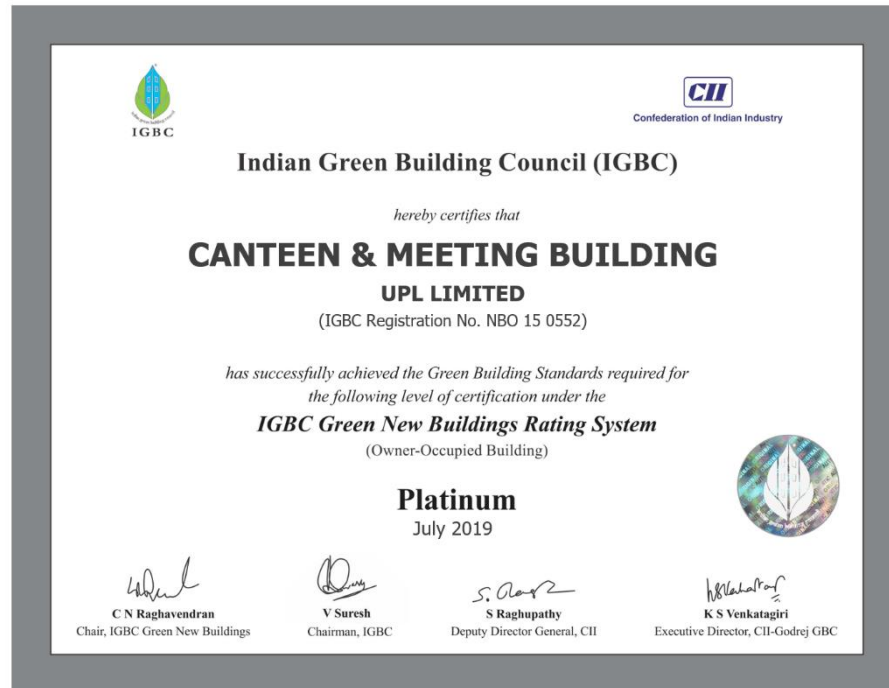 IGBC
CII
Confederation of Indian Industry
Indian Green Building Council (IGBC)
hereby certifies that
CANTEEN & MEETING BUILDING
UPL LIMITED
(IGBC Registration No. NBO 15 0552)
has successfully achieved the Green Building Standards required for
the following level of certification under the
IGBC Green New Buildings Rating System
(Owner-Occupied Building)
Platinum
July 2019
C N Raghavendran
Chair, IGBC Green New Buildings
V Suresh
Chairman, IGBC
S Raghupathy
Deputy Director General, CII
K S Venkatagiri
Executive Director, CII-Godrej GBC